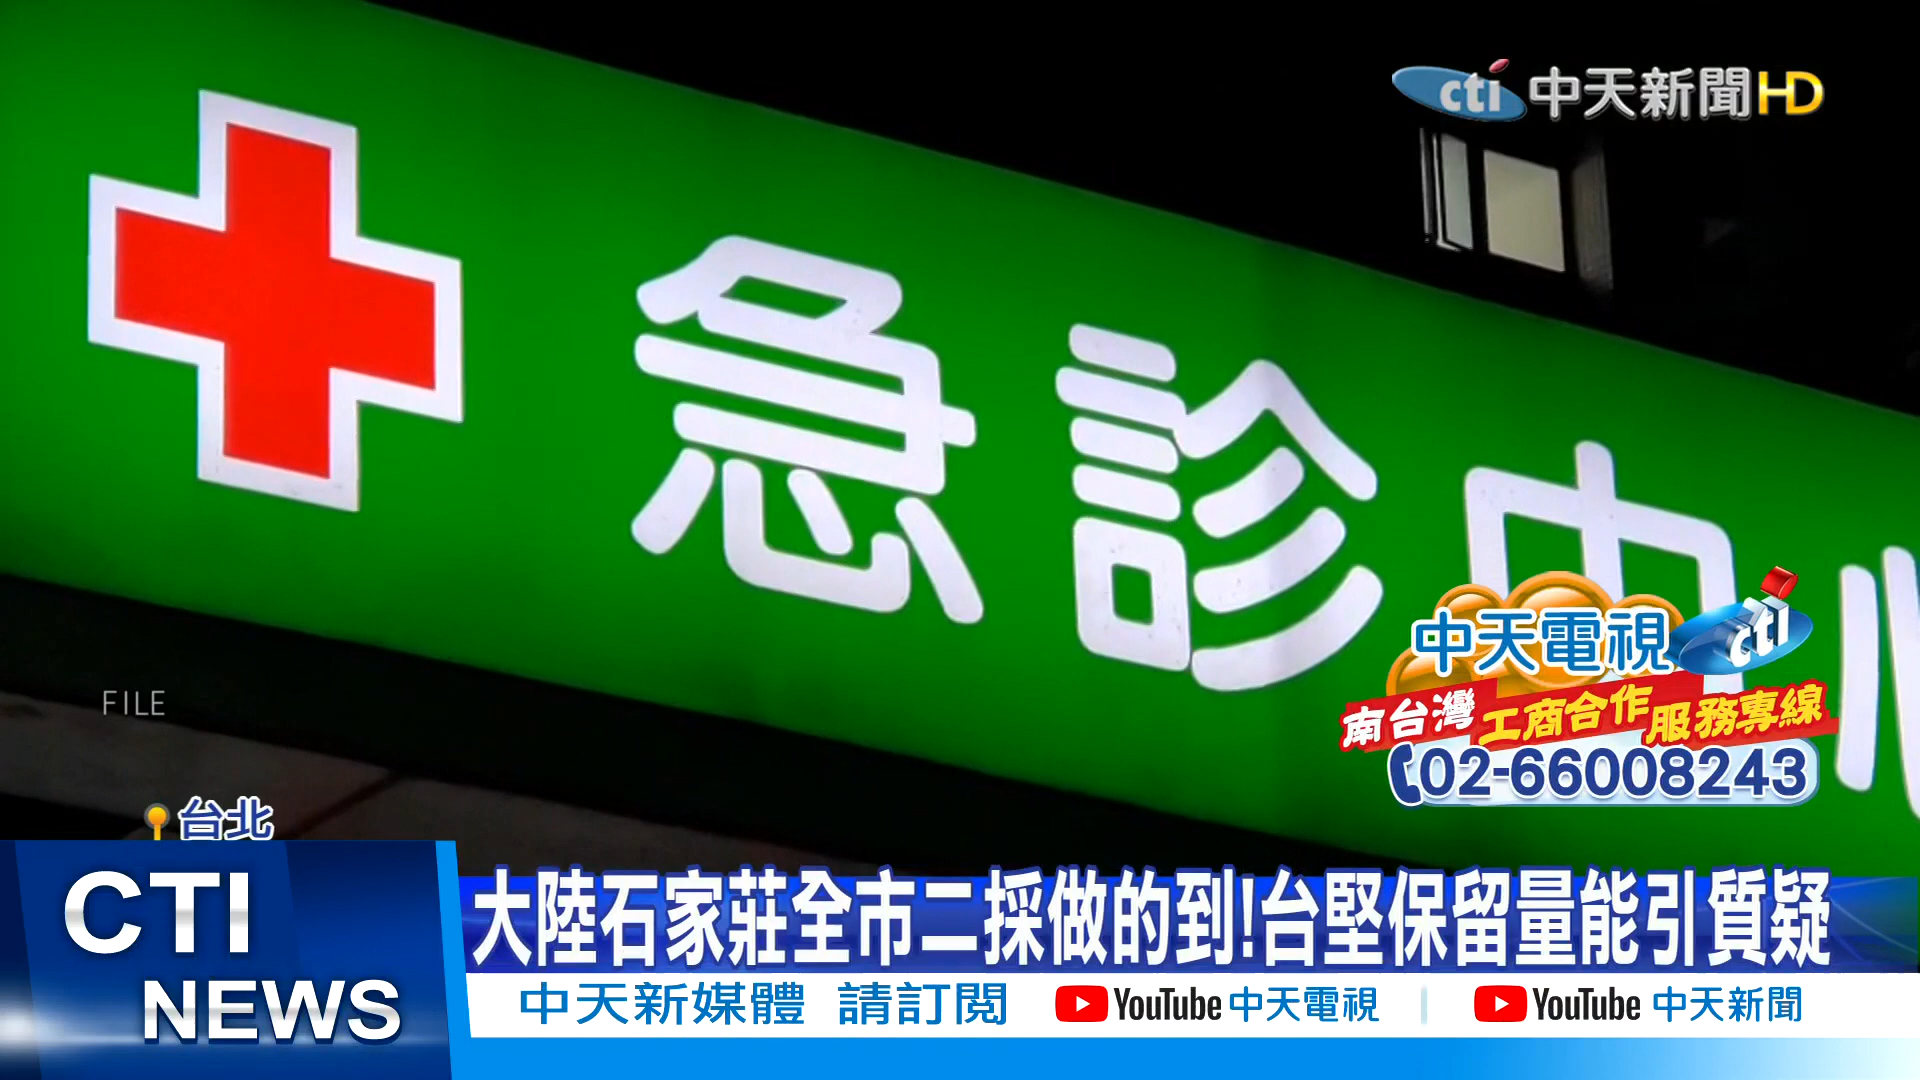 cti 中天新聞HD
急診中心
中天電視 cti
南台灣 工商合作 服務專線
02-66008243
FILE
台北
CTI NEWS
大陸石家莊全市二採做的到!台堅保留量能引質疑
中天新媒體 請訂閱 YouTube 中天電視 | YouTube 中天新聞